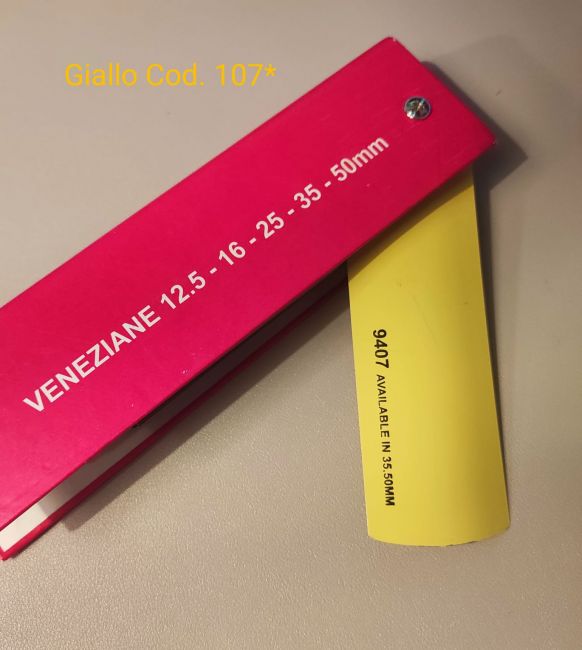 Giallo Cod. 107*
VENEZIANE 12.5 - 16 - 25 - 35 - 50mm
9407 AVAILABLE IN 35.50MM